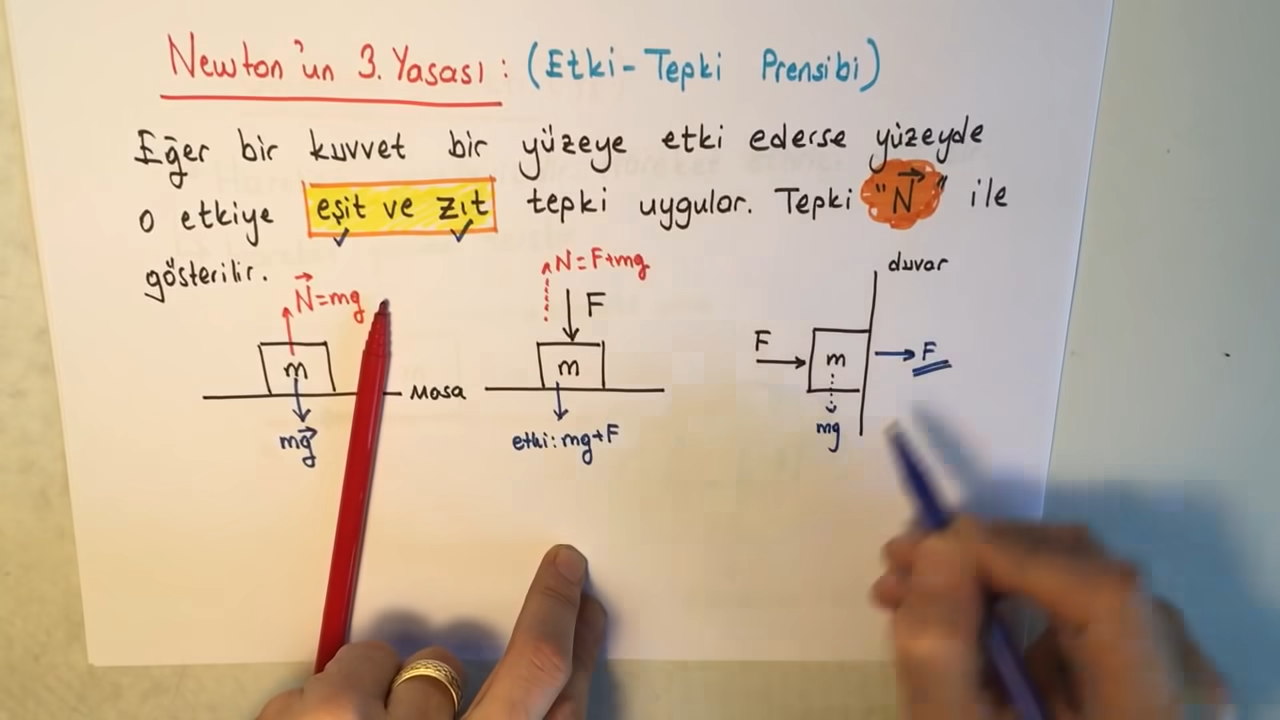 Newton'un 3. Yasası: (Etki-Tepki Prensibi)
Eğer bir kuvvet bir yüzeye etki ederse yüzeyde
o etkiye eşit ve zıt tepki uygular. Tepki "N" ile
gösterilir.
N=mg
m
mg
Masa
N=F+mg
F
m
etki: mg+F
duvar
F
m
F
mg